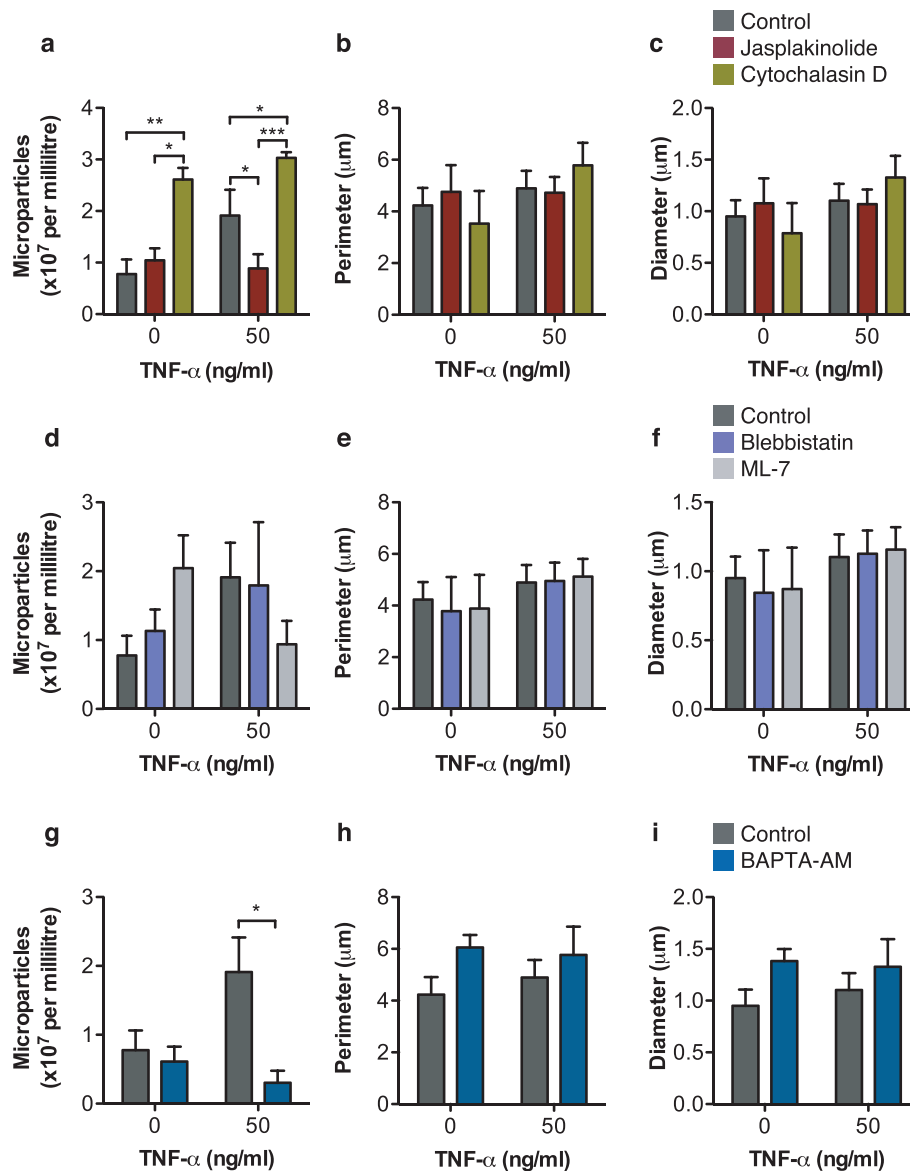 Control
a
b
c
Jasplakinolide
Cytochalasin D
Microparticles
(x10⁷ per millilitre)
4
3
2
1
0
**
*
*
*
***
0
50
TNF-α (ng/ml)
Perimeter (μm)
8
6
4
2
0
0
50
TNF-α (ng/ml)
Diameter (μm)
2.0
1.5
1.0
0.5
0.0
0
50
TNF-α (ng/ml)
Control
d
e
f
Blebbistatin
ML-7
Microparticles
(x10⁷ per millilitre)
3
2
1
0
0
50
TNF-α (ng/ml)
Perimeter (μm)
8
6
4
2
0
0
50
TNF-α (ng/ml)
Diameter (μm)
1.5
1.0
0.5
0.0
0
50
TNF-α (ng/ml)
g
h
i
Control
BAPTA-AM
Microparticles
(x10⁷ per millilitre)
3
2
1
0
*
0
50
TNF-α (ng/ml)
Perimeter (μm)
8
6
4
2
0
0
50
TNF-α (ng/ml)
Diameter (μm)
2.0
1.5
1.0
0.5
0.0
0
50
TNF-α (ng/ml)